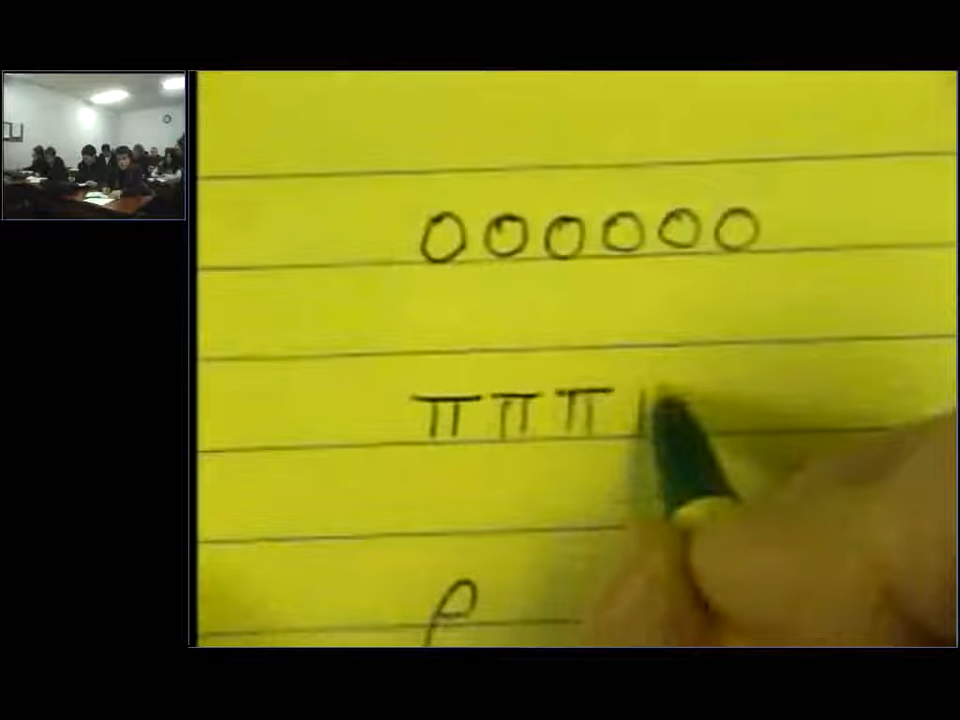 ο ο ο ο ο ο
π π π
ρ